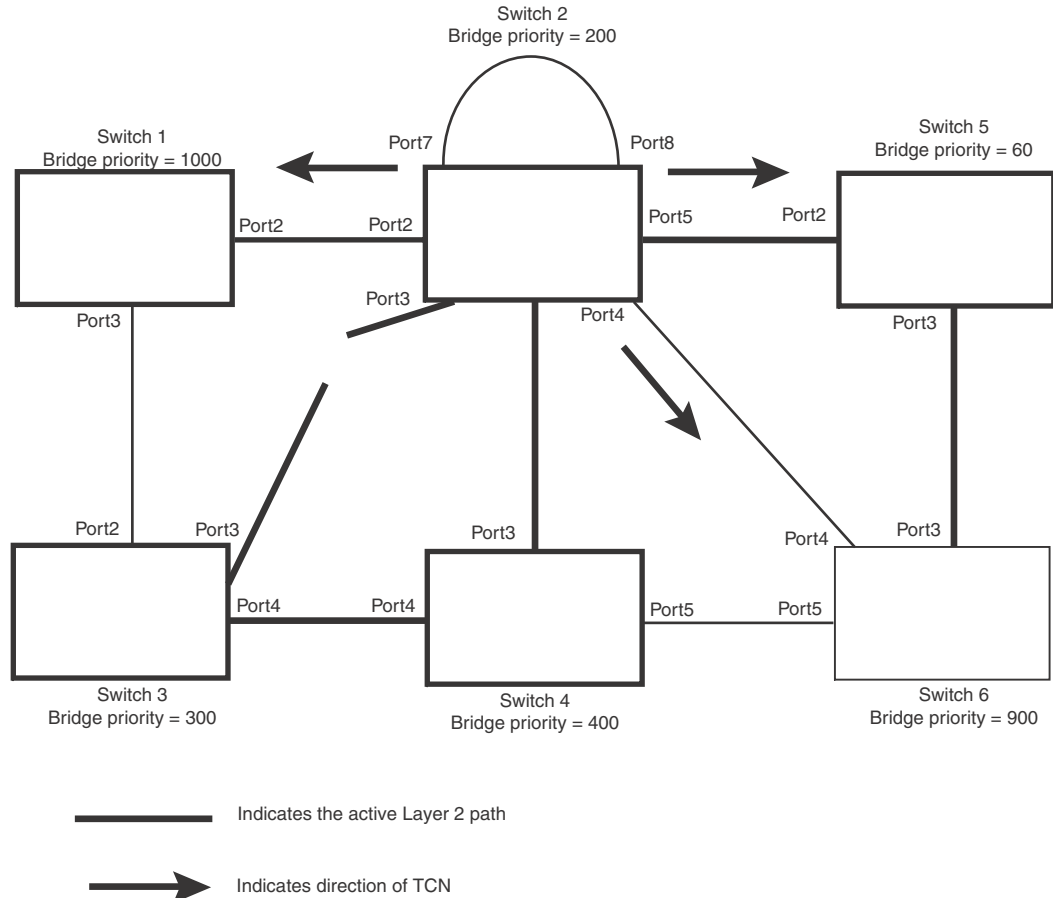 Switch 2
Bridge priority = 200
Switch 1
Bridge priority = 1000
Port7
Port8
Switch 5
Bridge priority = 60
Port2
Port2
Port5
Port2
Port3
Port3
Port4
Port3
Port2
Port3
Port3
Port4
Port3
Port4
Port4
Port5
Port5
Switch 3
Bridge priority = 300
Switch 4
Bridge priority = 400
Switch 6
Bridge priority = 900
Indicates the active Layer 2 path
Indicates direction of TCN